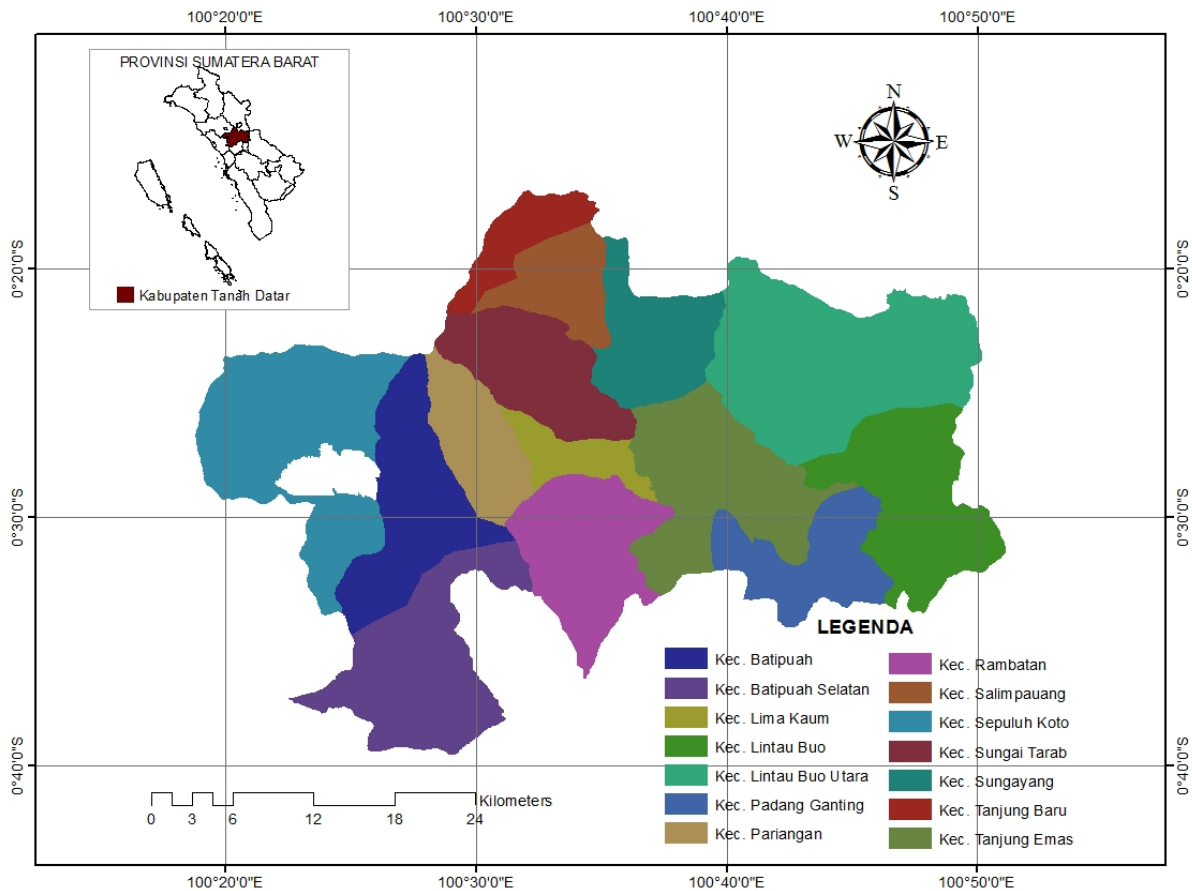 100°20'0"E 100°30'0"E 100°40'0"E 100°50'0"E
PROVINSI SUMATERA BARAT
Kabupaten Tanah Datar
N
W E
S
0°20'0"S 0°20'0"S
0°30'0"S 0°30'0"S
0°40'0"S 0°40'0"S
LEGENDA
Kec. Batipuah
Kec. Batipuah Selatan
Kec. Lima Kaum
Kec. Lintau Buo
Kec. Lintau Buo Utara
Kec. Padang Ganting
Kec. Pariangan
Kec. Rambatan
Kec. Salimpauang
Kec. Sepuluh Koto
Kec. Sungai Tarab
Kec. Sungayang
Kec. Tanjung Baru
Kec. Tanjung Emas
Kilometers
0 3 6 12 18 24
100°20'0"E 100°30'0"E 100°40'0"E 100°50'0"E